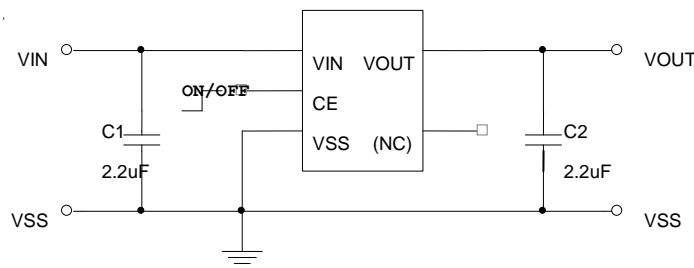 VIN VIN VOUT VOUT
ON/OFF CE
C1 VSS (NC) C2
2.2uF 2.2uF
VSS VSS